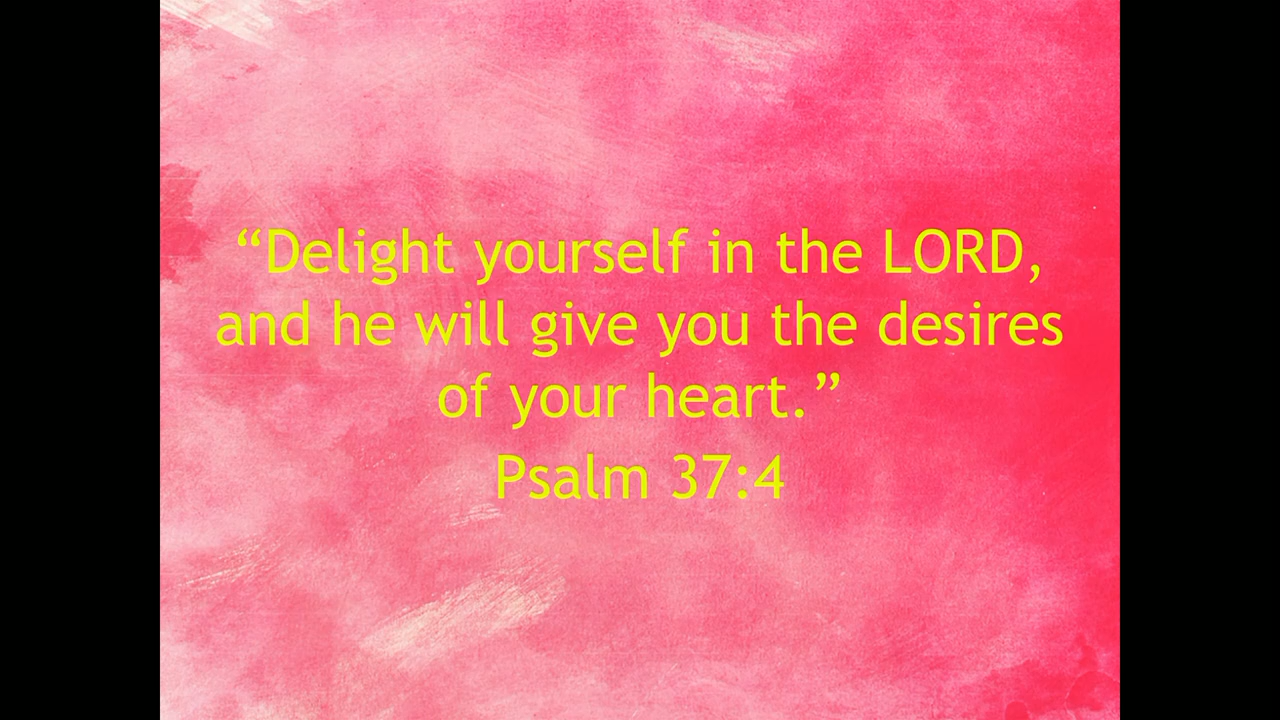 “Delight yourself in the LORD,
and he will give you the desires
of your heart.”
Psalm 37:4